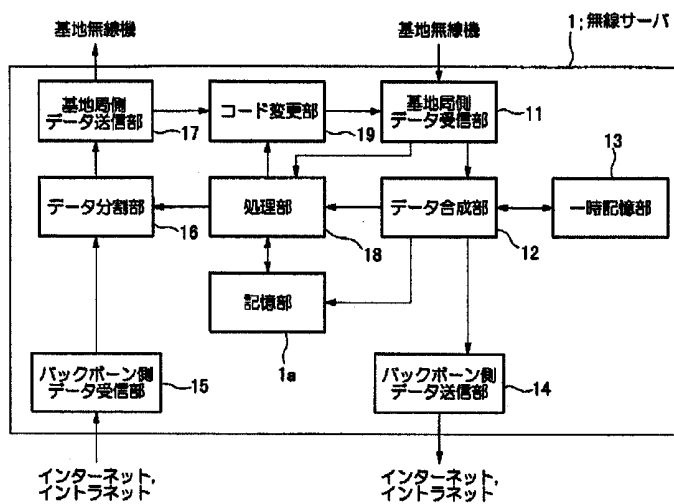 基地無線機
基地無線機
1;無線サーバ
基地局側
データ送信部
17
コード変更部
19
基地局側
データ受信部
11
13
データ分割部
16
処理部
18
データ合成部
12
一時記憶部
記憶部
1a
バックボーン側
データ受信部
15
バックボーン側
データ送信部
14
インターネット,
イントラネット
インターネット,
イントラネット